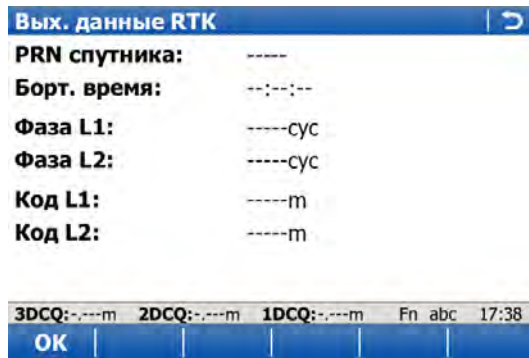 Вых. данные RTK
PRN спутника: -----
Борт. время: --:--:--
Фаза L1: -----cyc
Фаза L2: -----cyc
Код L1: -----m
Код L2: -----m
3DCQ:-.---m 2DCQ:-.---m 1DCQ:-.---m Fn abc 17:38
OK